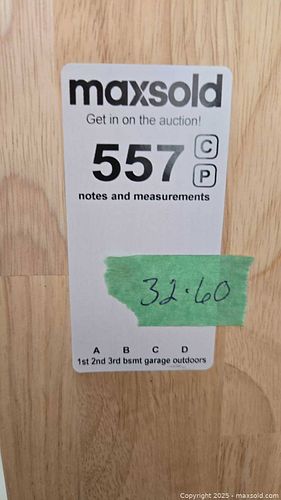 maxsold
Get in on the auction!
557 C
P
notes and measurements
32.60
A B C D
1st 2nd 3rd bsmt garage outdoors
Copyright © 2025 - maxsold.com